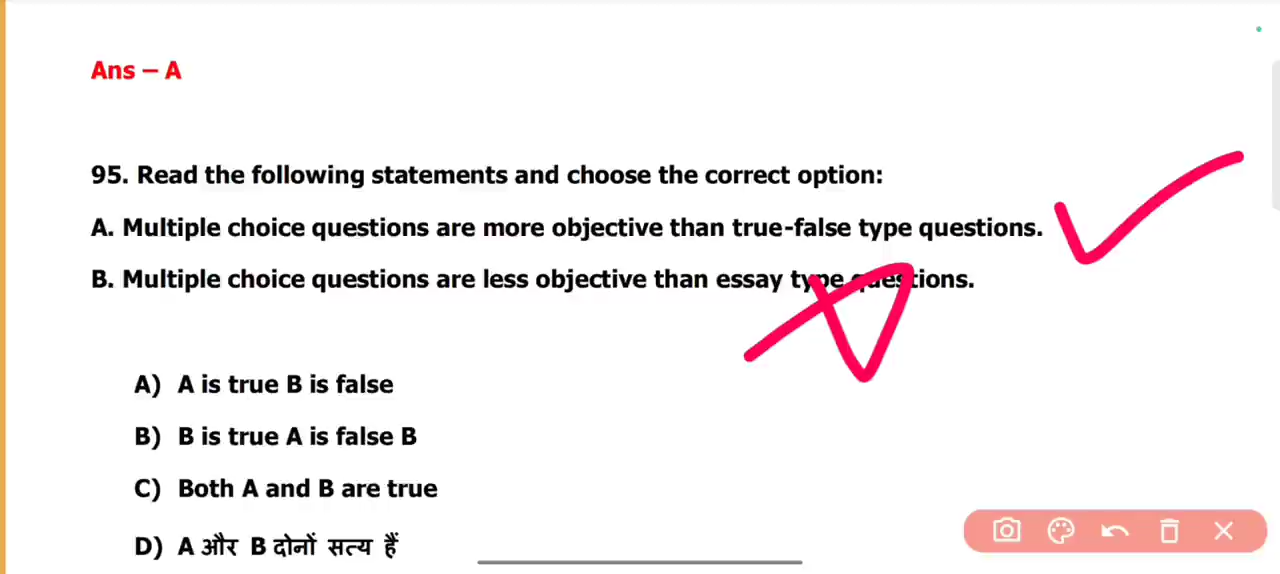 Ans – A
95. Read the following statements and choose the correct option:
A. Multiple choice questions are more objective than true-false type questions.
B. Multiple choice questions are less objective than essay type questions.
A) A is true B is false
B) B is true A is false B
C) Both A and B are true
D) A और B दोनों सत्य हैं